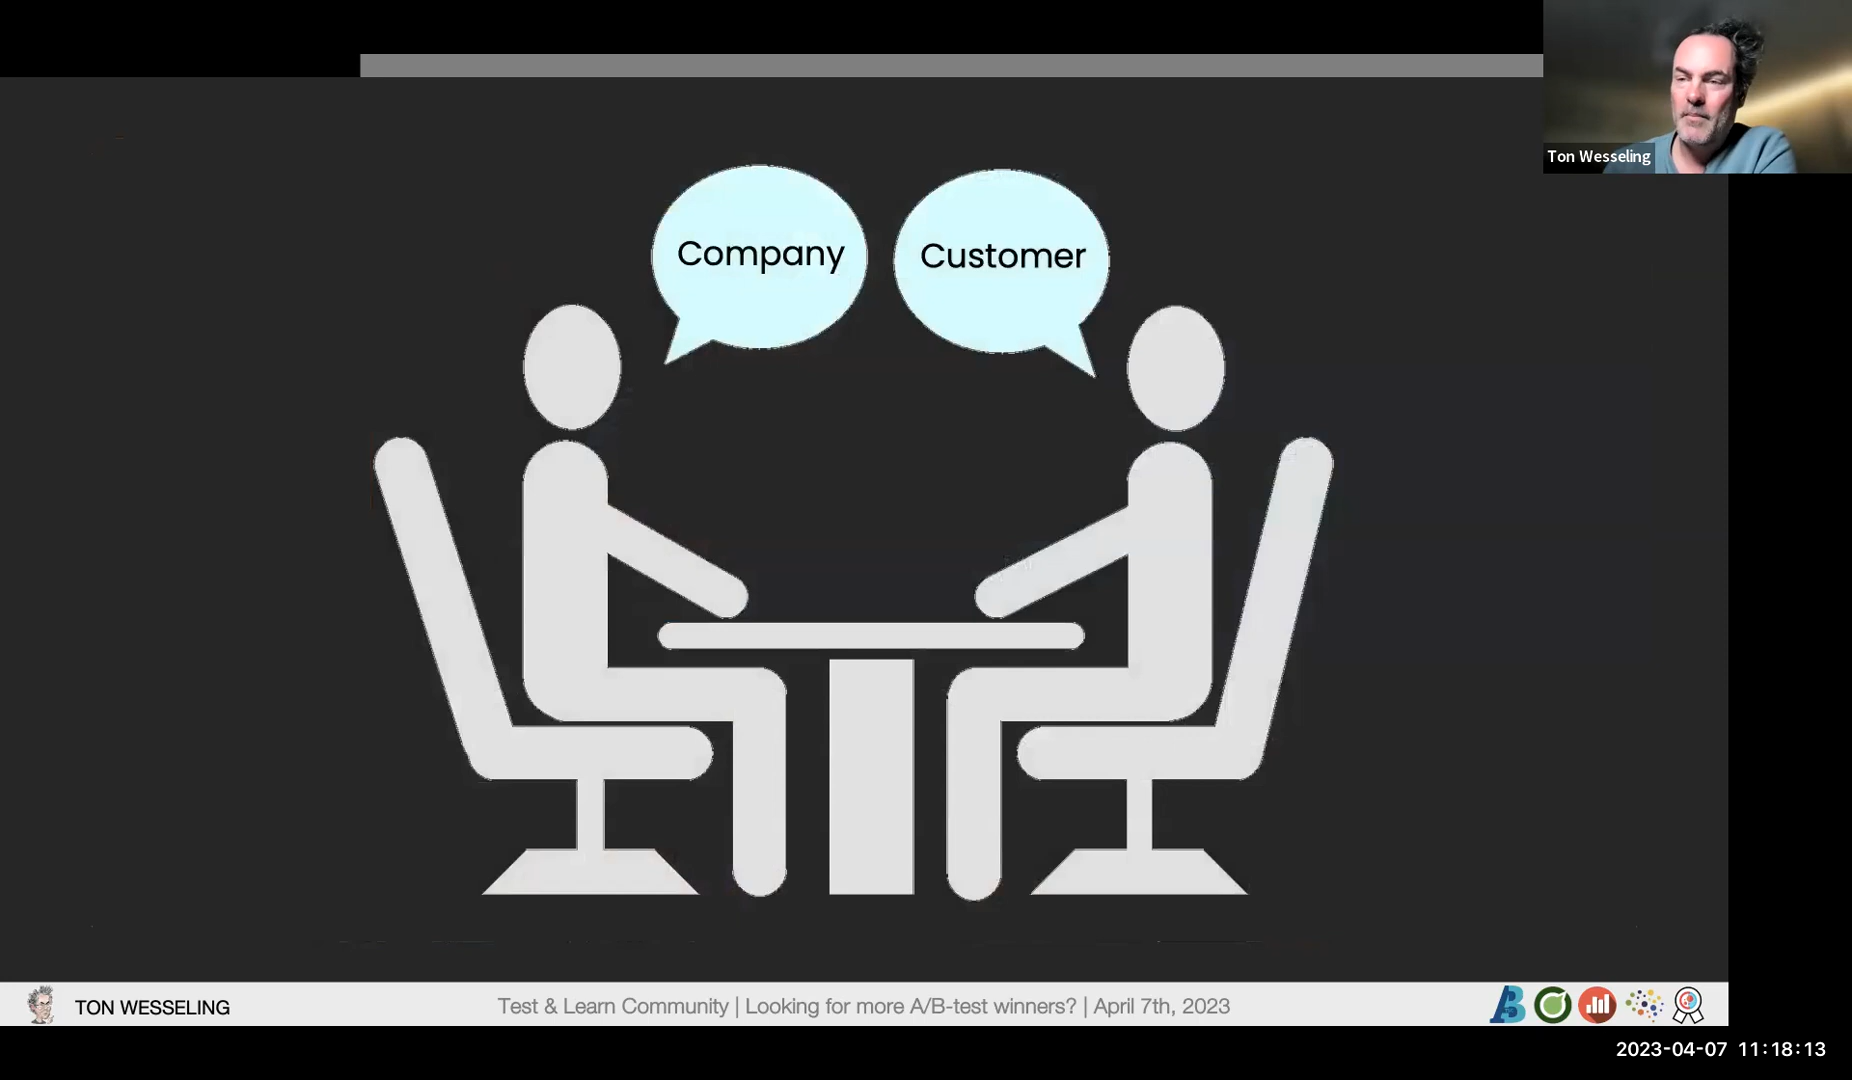 Ton Wesseling
Company
Customer
TON WESSELING
Test & Learn Community | Looking for more A/B-test winners? | April 7th, 2023
2023-04-07 11:18:13